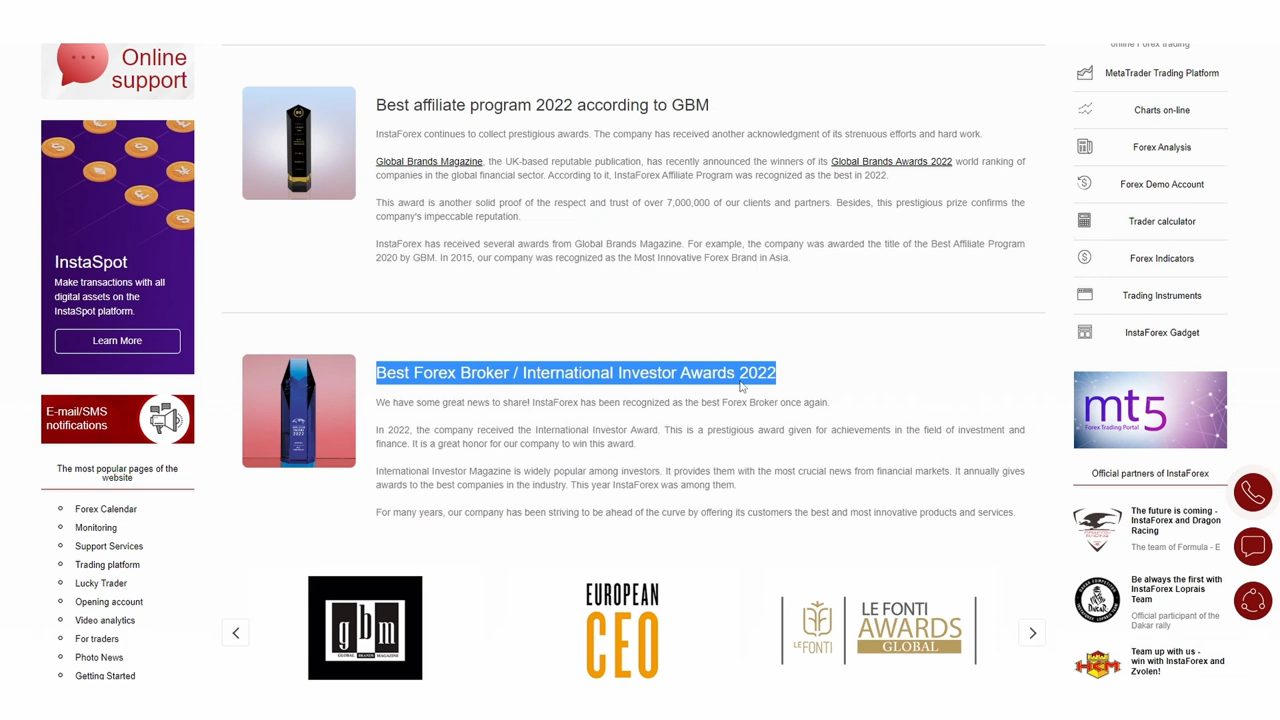 Online
support
InstaSpot
Make transactions with all
digital assets on the
InstaSpot platform.
Learn More
E-mail/SMS
notifications
The most popular pages of the
website
Forex Calendar
Monitoring
Support Services
Trading platform
Lucky Trader
Opening account
Video analytics
For traders
Photo News
Getting Started
Best affiliate program 2022 according to GBM
InstaForex continues to collect prestigious awards. The company has received another acknowledgment of its strenuous efforts and hard work.
Global Brands Magazine, the UK-based reputable publication, has recently announced the winners of its Global Brands Awards 2022 world ranking of
companies in the global financial sector. According to it, InstaForex Affiliate Program was recognized as the best in 2022.
This award is another solid proof of the respect and trust of over 7,000,000 of our clients and partners. Besides, this prestigious prize confirms the
company's impeccable reputation.
InstaForex has received several awards from Global Brands Magazine. For example, the company was awarded the title of the Best Affiliate Program
2020 by GBM. In 2015, our company was recognized as the Most Innovative Forex Brand in Asia.
Best Forex Broker / International Investor Awards 2022
We have some great news to share! InstaForex has been recognized as the best Forex Broker once again.
In 2022, the company received the International Investor Award. This is a prestigious award given for achievements in the field of investment and
finance. It is a great honor for our company to win this award.
International Investor Magazine is widely popular among investors. It provides them with the most crucial news from financial markets. It annually gives
awards to the best companies in the industry. This year InstaForex was among them.
For many years, our company has been striving to be ahead of the curve by offering its customers the best and most innovative products and services.
gbm
GLOBAL BRANDS MAGAZINE
EUROPEAN
CEO
LE FONTI
LE FONTI
AWARDS
GLOBAL
online Forex trading
MetaTrader Trading Platform
Charts on-line
Forex Analysis
Forex Demo Account
Trader calculator
Forex Indicators
Trading Instruments
InstaForex Gadget
mt5
Forex Trading Portal
Official partners of InstaForex
The future is coming -
InstaForex and Dragon
Racing
The team of Formula - E
Be always the first with
InstaForex Loprais
Team
Official participant of the
Dakar rally
DAKAR
Team up with us -
win with InstaForex and
Zvolen!
HCM